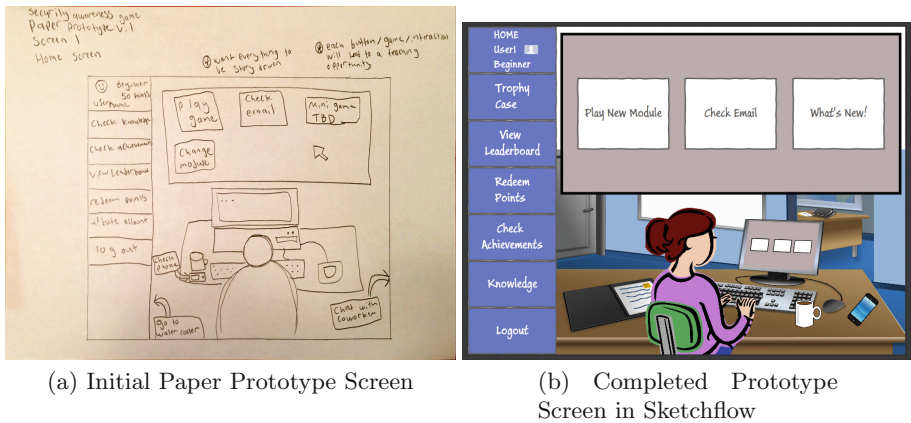 security awareness game
Paper Prototype v.1
Screen 1
Home Screen
want everything to
be story driven
each button/game/interaction
will lead to a teaching
opportunity
Beginner
50 points
username
Check Knowledge
Check achievements
View Leaderboard
redeem points
log out
play
game
Check
email
Mini game
TBD
Change
module
Check
phone
go to
water cooler
Chat with
coworker
(a) Initial Paper Prototype Screen
HOME
User1
Beginner
Trophy
Case
View
Leaderboard
Redeem
Points
Check
Achievements
Knowledge
Logout
Play New Module
Check Email
What's New!
(b) Completed Prototype
Screen in Sketchflow